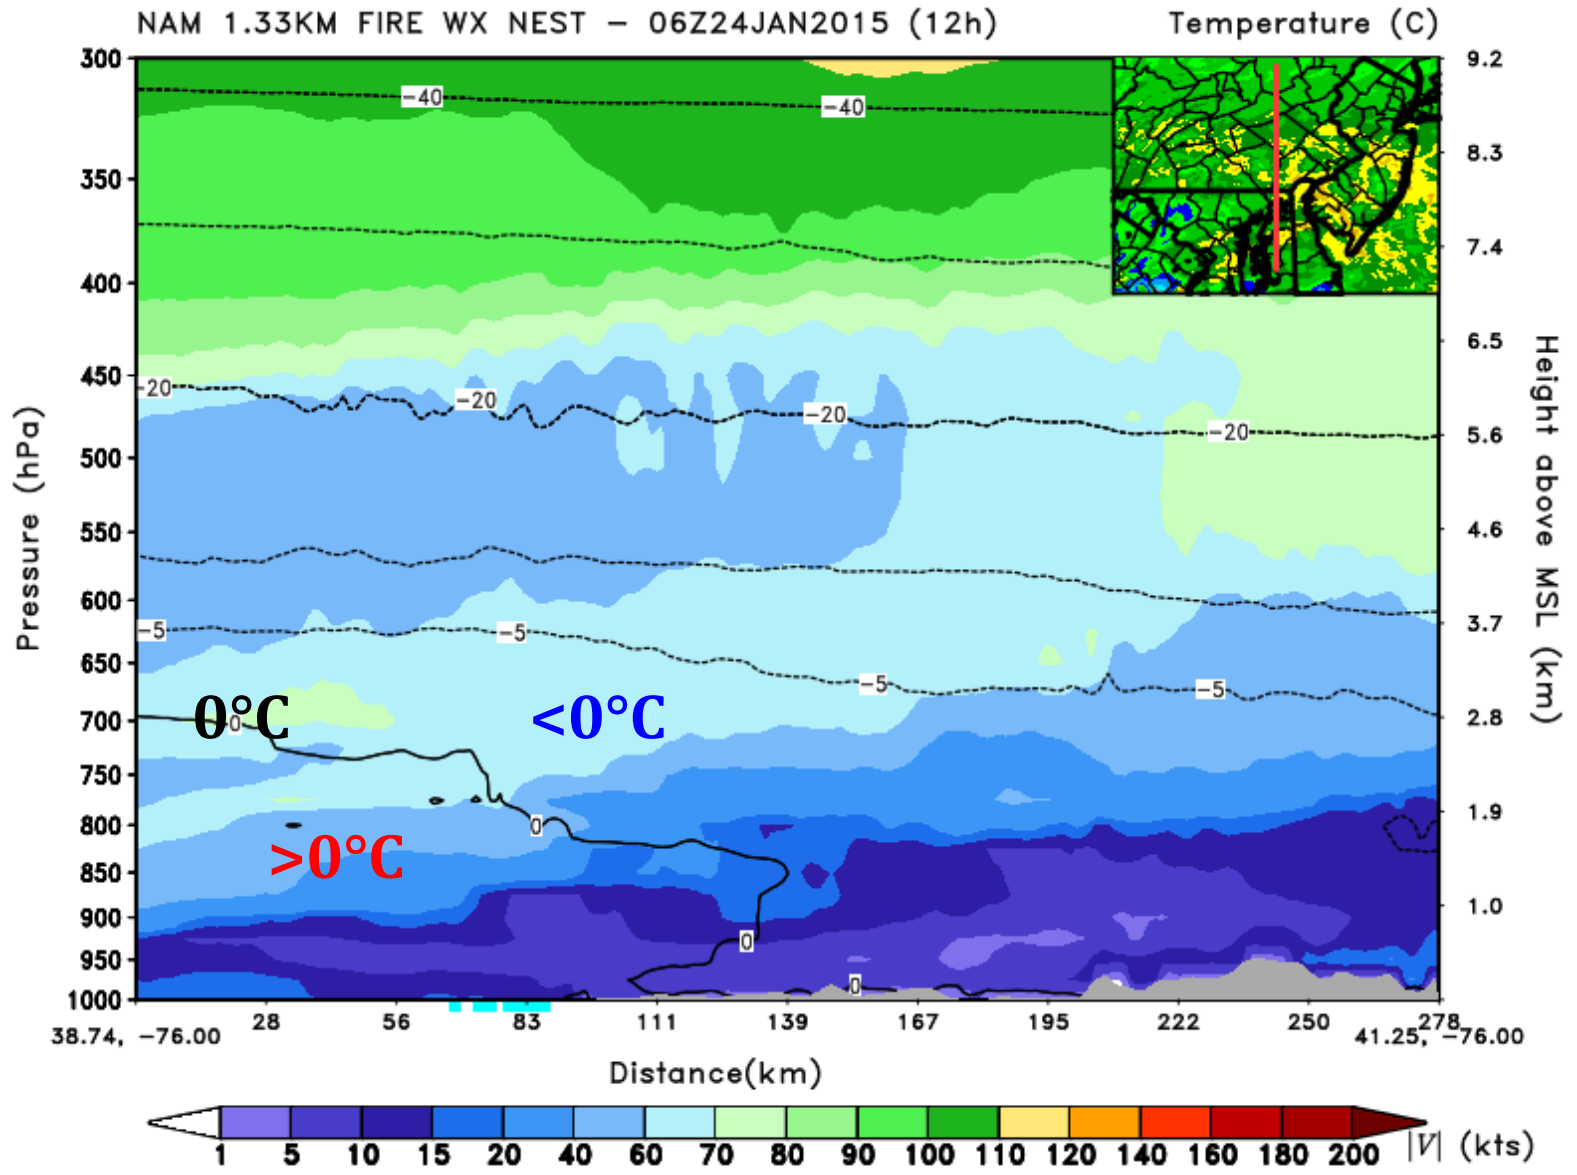 NAM 1.33KM FIRE WX NEST – 06Z24JAN2015 (12h) Temperature (C)
300 9.2
-40 -40
8.3
350
7.4
400
6.5
450
-20 -20 -20 -20
5.6
500
550 4.6
600
3.7
-5 -5
650
-5 -5
0°C <0°C
700 0 2.8
750
1.9
800 0
>0°C
850
900 1.0
0
950
0
1000
28 56 83 111 139 167 195 222 250 278
38.74, -76.00 41.25, -76.00
Pressure (hPa)
Height above MSL (km)
Distance(km)
1 5 10 15 20 40 60 70 80 90 100 110 120 140 160 180 200 |V| (kts)